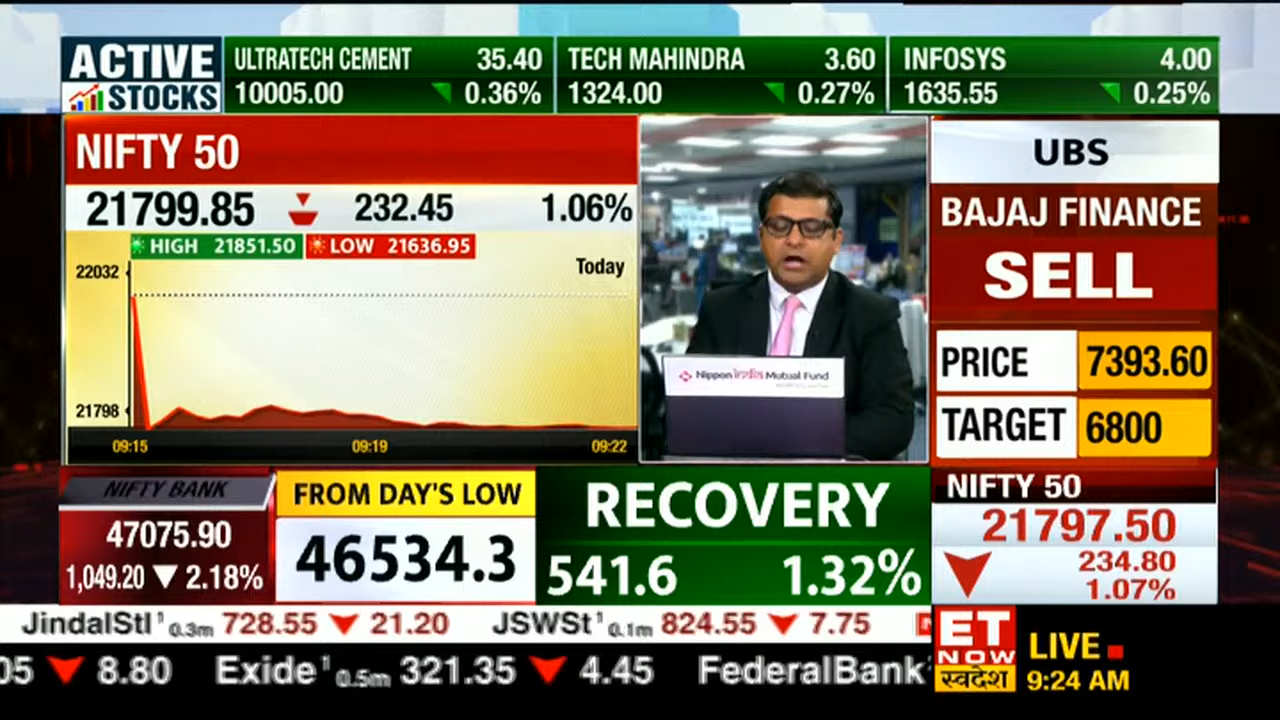 ACTIVE
STOCKS
ULTRATECH CEMENT 35.40
10005.00 0.36%
TECH MAHINDRA 3.60
1324.00 0.27%
INFOSYS 4.00
1635.55 0.25%
NIFTY 50
21799.85 232.45 1.06%
HIGH 21851.50 LOW 21636.95
Today
22032
21798
09:15 09:19 09:22
Nippon india Mutual Fund
UBS
BAJAJ FINANCE
SELL
PRICE 7393.60
TARGET 6800
NIFTY BANK
47075.90
1,049.20 ▼ 2.18%
FROM DAY'S LOW
46534.3
RECOVERY
541.6 1.32%
NIFTY 50
21797.50
234.80
1.07%
JindalStl¹ 0.3m 728.55 ▼ 21.20 JSWSt¹ 0.1m 824.55 ▼ 7.75
05 ▼ 8.80 Exide¹ 0.5m 321.35 ▼ 4.45 FederalBank
ET
NOW
स्वदेश
LIVE
9:24 AM